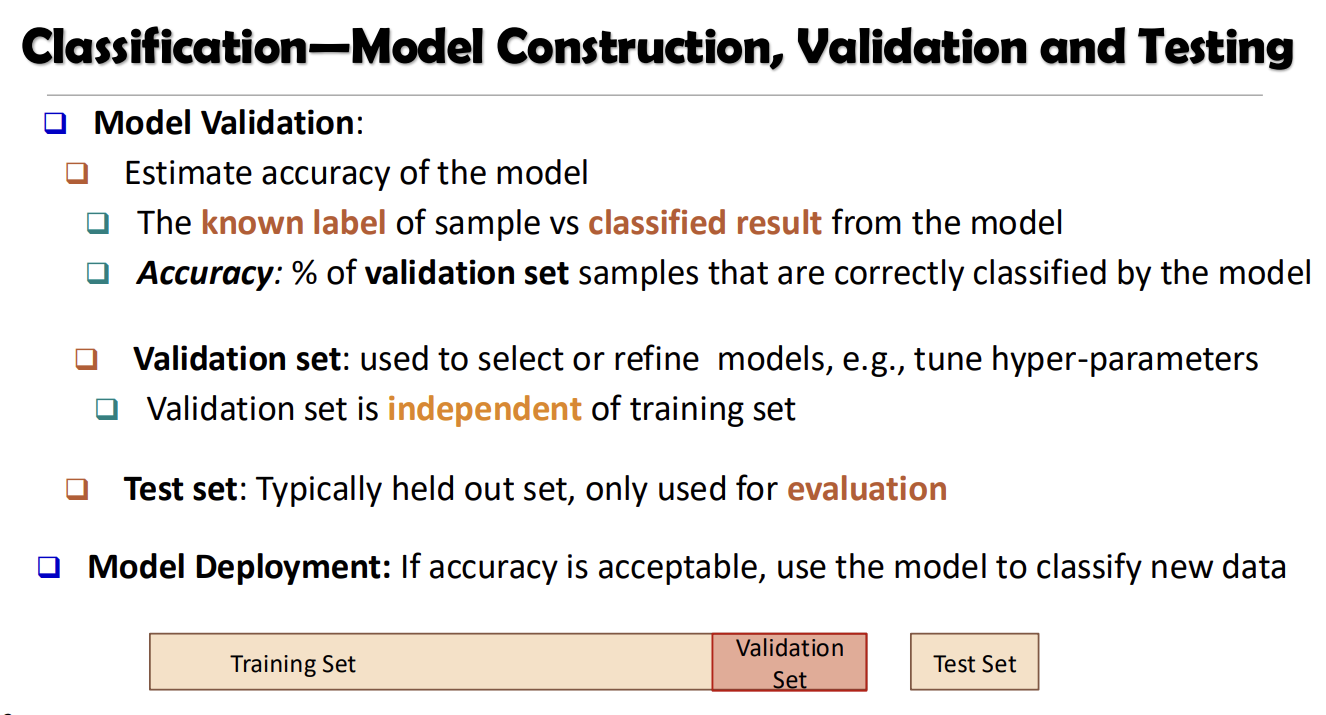 Classification—Model Construction, Validation and Testing
Model Validation:
Estimate accuracy of the model
The known label of sample vs classified result from the model
Accuracy: % of validation set samples that are correctly classified by the model
Validation set: used to select or refine models, e.g., tune hyper-parameters
Validation set is independent of training set
Test set: Typically held out set, only used for evaluation
Model Deployment: If accuracy is acceptable, use the model to classify new data
Training Set
Validation
Set
Test Set